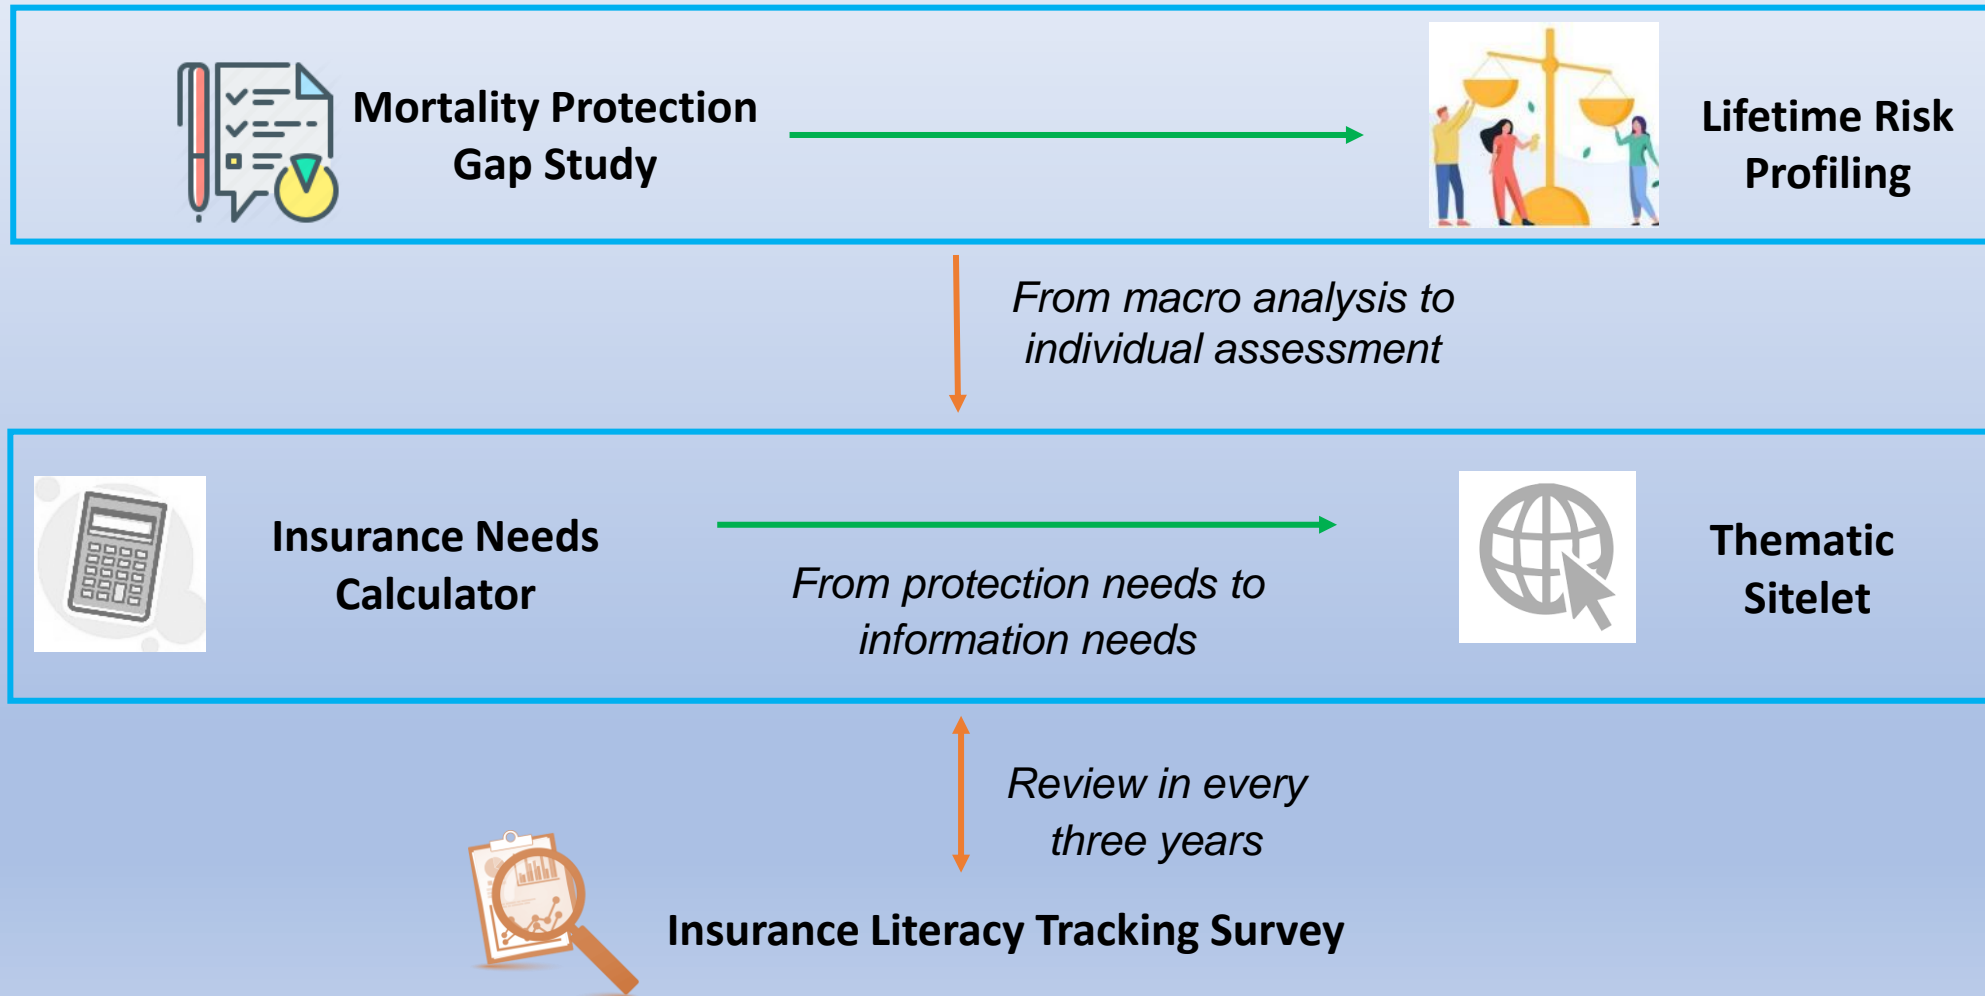 Mortality Protection
Gap Study
Lifetime Risk
Profiling
From macro analysis to
individual assessment
Insurance Needs
Calculator
From protection needs to
information needs
Thematic
Sitelet
Review in every
three years
Insurance Literacy Tracking Survey